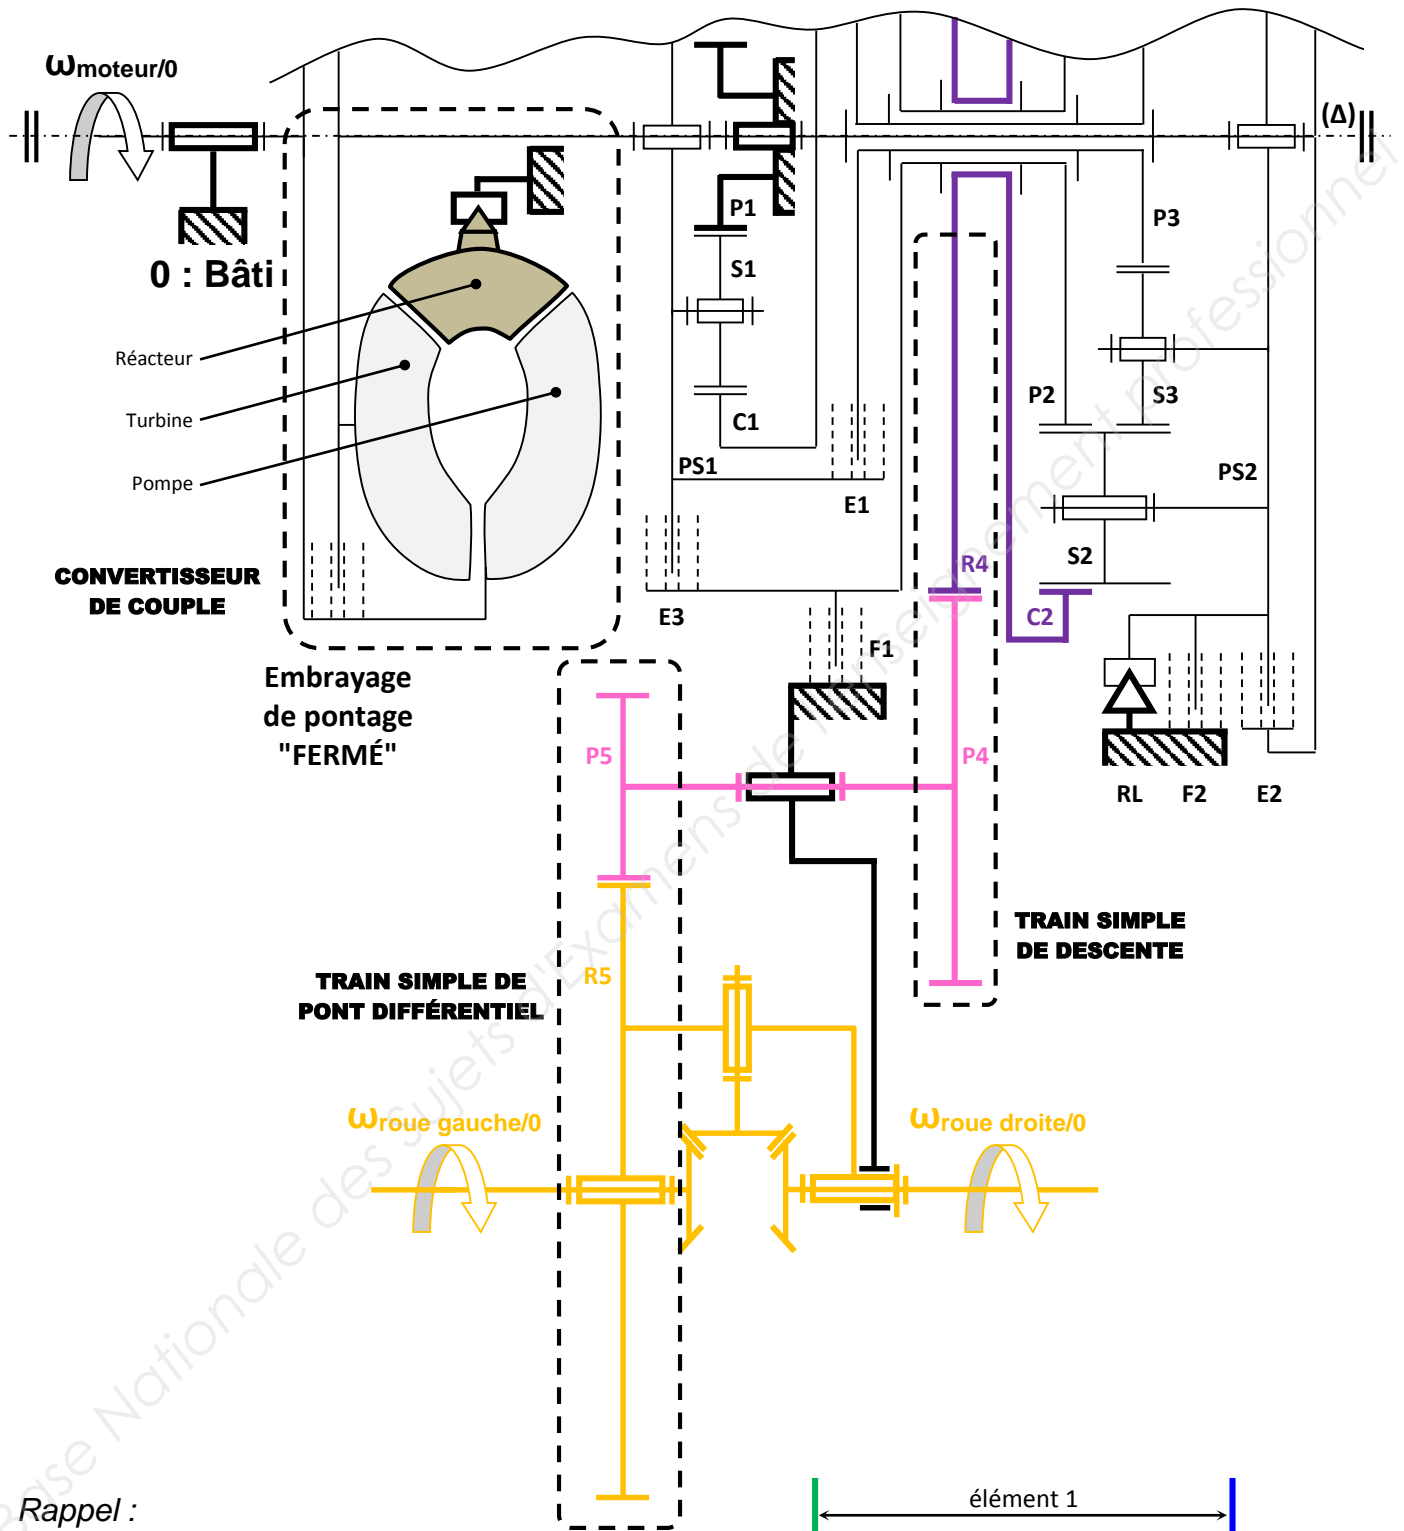 ωmoteur/0
(Δ)
0 : Bâti
Réacteur
Turbine
Pompe
CONVERTISSEUR
DE COUPLE
Embrayage
de pontage
"FERMÉ"
P1
S1
C1
PS1
E1
E3
F1
P2
P3
S3
PS2
S2
R4
C2
P4
RL
F2
E2
P5
R5
TRAIN SIMPLE
DE DESCENTE
TRAIN SIMPLE DE
PONT DIFFÉRENTIEL
ωroue gauche/0
ωroue droite/0
Rappel :
élément 1
Base Nationale des sujets d'Examens de l'enseignement professionnel